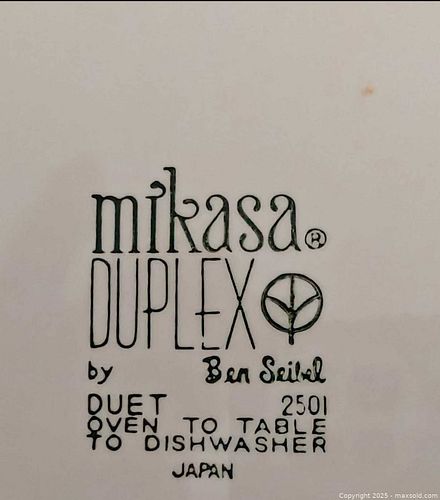 mikasa®
DUPLEX
by Ben Seibel
DUET 2501
OVEN TO TABLE
TO DISHWASHER
JAPAN
Copyright 2025 - maxsold.com